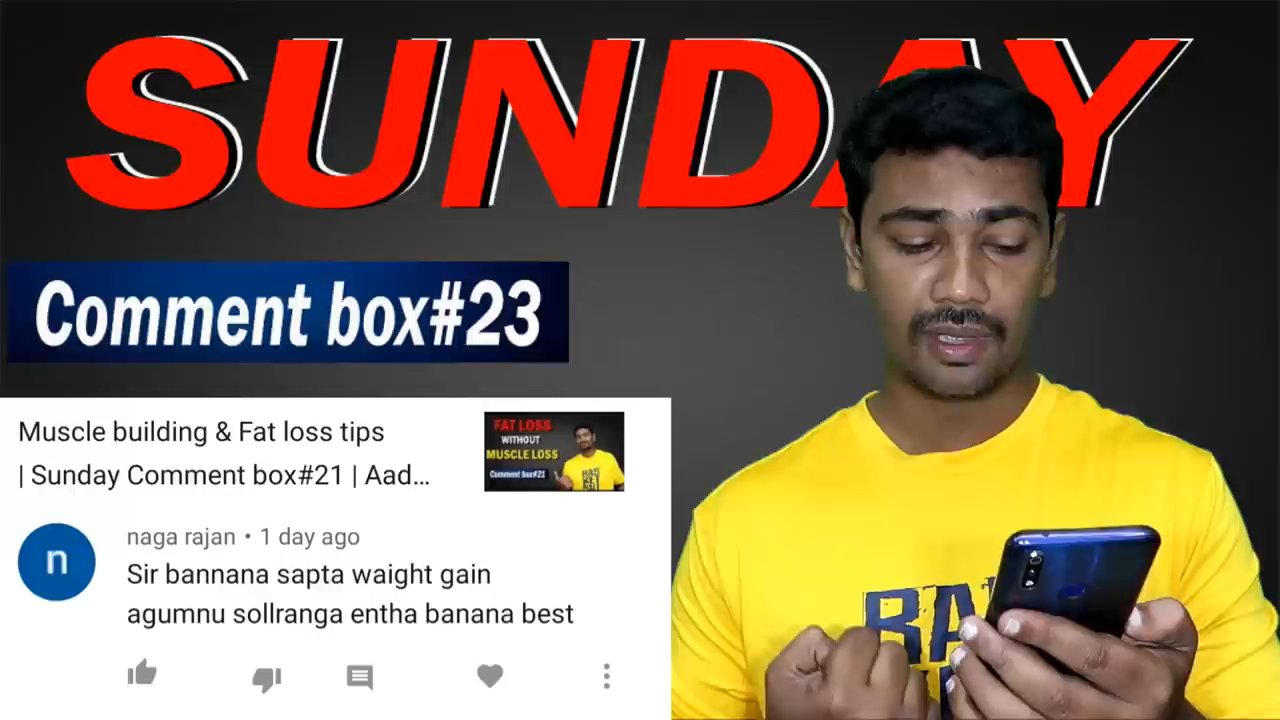 SUNDAY
Comment box#23
Muscle building & Fat loss tips
| Sunday Comment box#21 | Aad...
FAT LOSS
WITHOUT
MUSCLE LOSS
Comment box#21
n
naga rajan • 1 day ago
Sir bannana sapta waight gain
agumnu sollranga entha banana best
BA